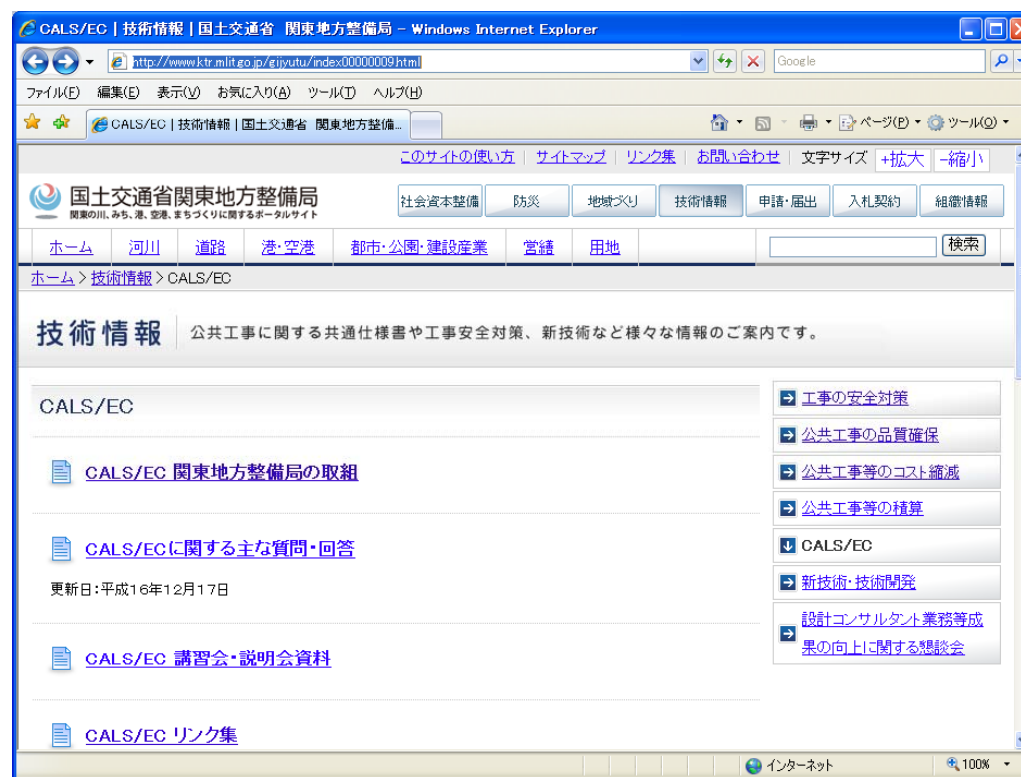 CALS/EC | 技術情報 | 国土交通省 関東地方整備局 - Windows Internet Explorer
http://www.ktr.mlit.go.jp/gijyutu/index00000009.html
Google
ファイル(F) 編集(E) 表示(V) お気に入り(A) ツール(T) ヘルプ(H)
CALS/EC | 技術情報 | 国土交通省 関東地方整備...
ページ(P) ツール(O)
このサイトの使い方 | サイトマップ | リンク集 | お問い合わせ | 文字サイズ +拡大 -縮小
国土交通省関東地方整備局
関東の川、みち、港、空港、まちづくりに関するポータルサイト
社会資本整備 防災 地域づくり 技術情報 申請・届出 入札契約 組織情報
ホーム 河川 道路 港・空港 都市・公園・建設産業 営繕 用地 検索
ホーム > 技術情報 > CALS/EC
技術情報 公共工事に関する共通仕様書や工事安全対策、新技術など様々な情報のご案内です。
CALS/EC
CALS/EC 関東地方整備局の取組
CALS/ECに関する主な質問・回答
更新日:平成16年12月17日
CALS/EC 講習会・説明会資料
CALS/EC リンク集
工事の安全対策
公共工事の品質確保
公共工事等のコスト縮減
公共工事等の積算
CALS/EC
新技術・技術開発
設計コンサルタント業務等成
果の向上に関する懇談会
インターネット 100%